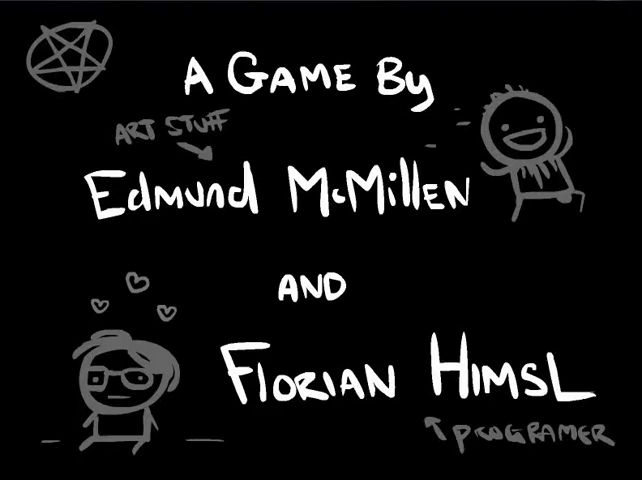 A GAME By
ART STUFF
Edmund McMillen
AND
FLORIAN HIMSL
PROGRAMER